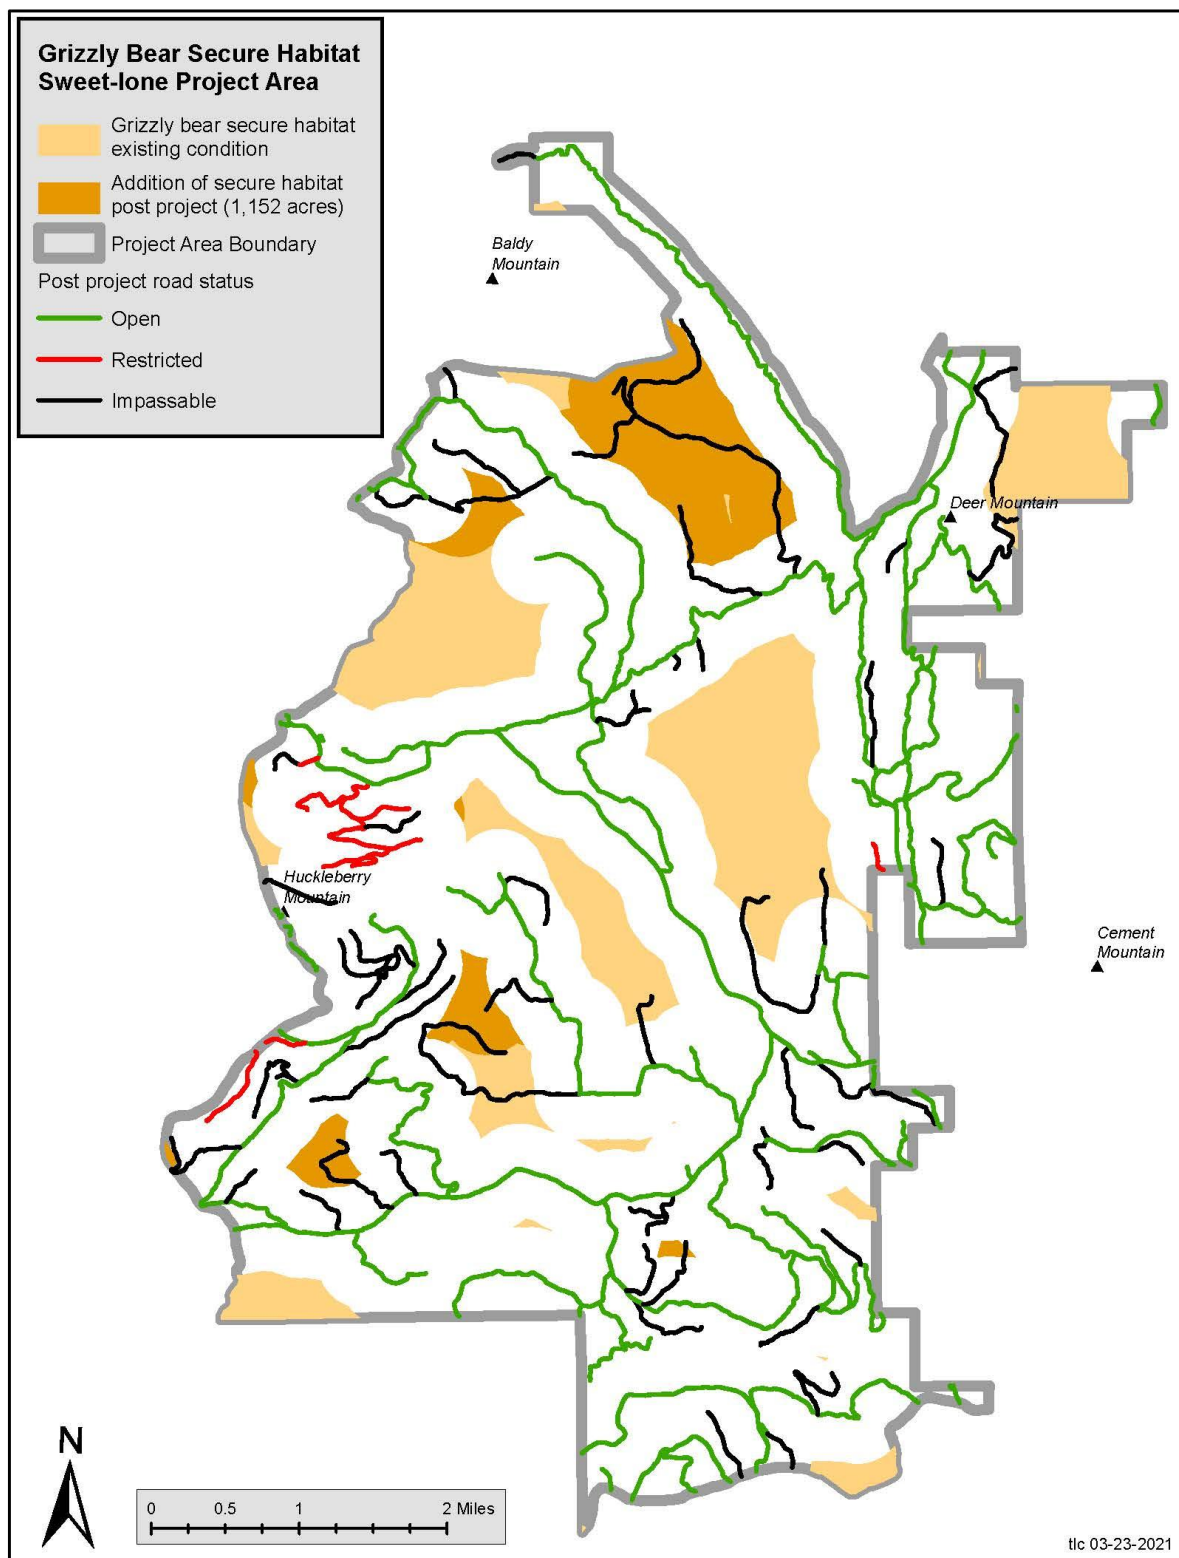 Grizzly Bear Secure Habitat
Sweet-Ione Project Area
Grizzly bear secure habitat
existing condition
Addition of secure habitat
post project (1,152 acres)
Project Area Boundary
Post project road status
Open
Restricted
Impassable
Baldy
Mountain
Deer Mountain
Huckleberry
Mountain
Cement
Mountain
N
0 0.5 1 2 Miles
tlc 03-23-2021